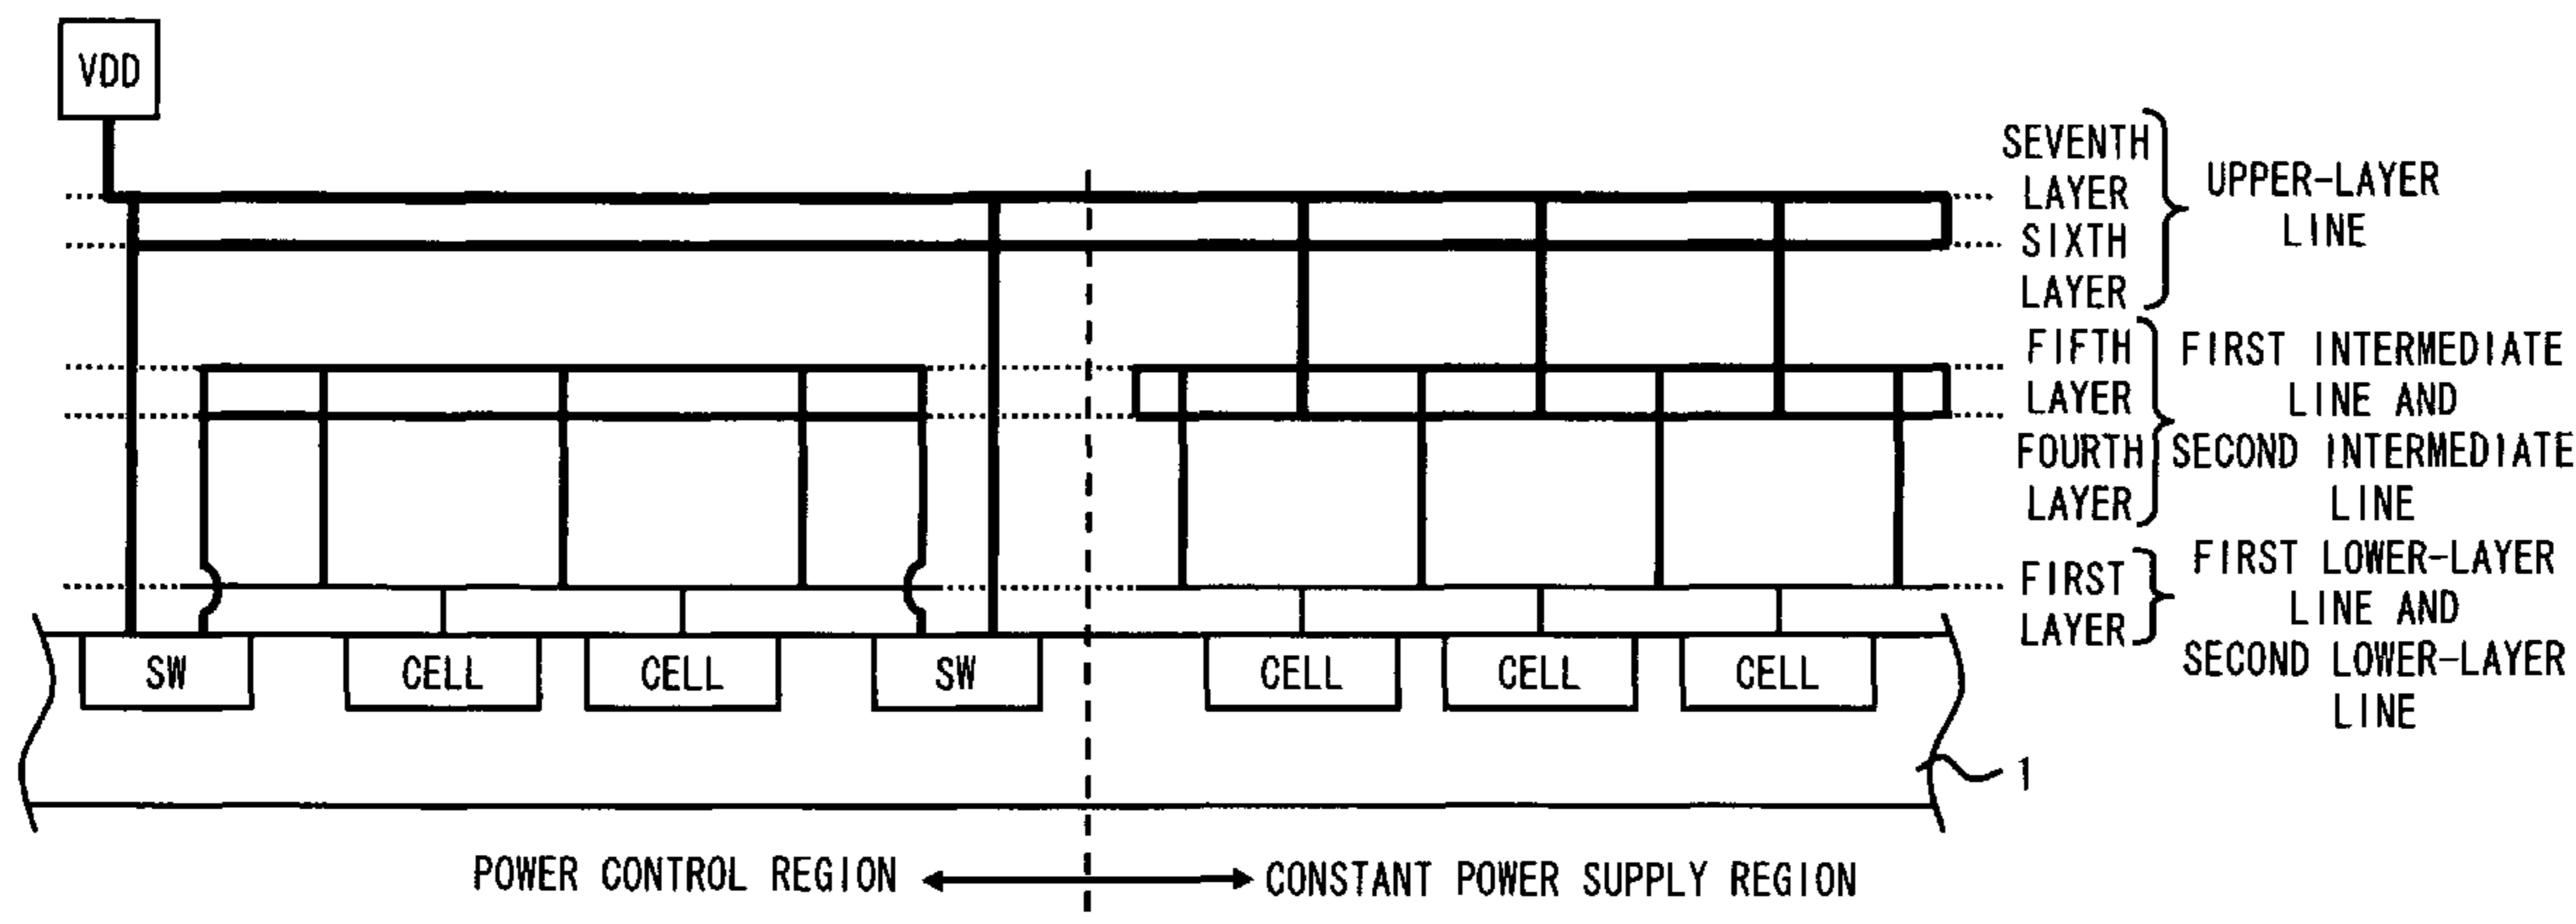 VDD
SEVENTH
LAYER
SIXTH
LAYER
UPPER-LAYER
LINE
FIFTH
LAYER
FOURTH
LAYER
FIRST INTERMEDIATE
LINE AND
SECOND INTERMEDIATE
LINE
FIRST
LAYER
FIRST LOWER-LAYER
LINE AND
SECOND LOWER-LAYER
LINE
SW
CELL
CELL
SW
CELL
CELL
CELL
1
POWER CONTROL REGION
CONSTANT POWER SUPPLY REGION